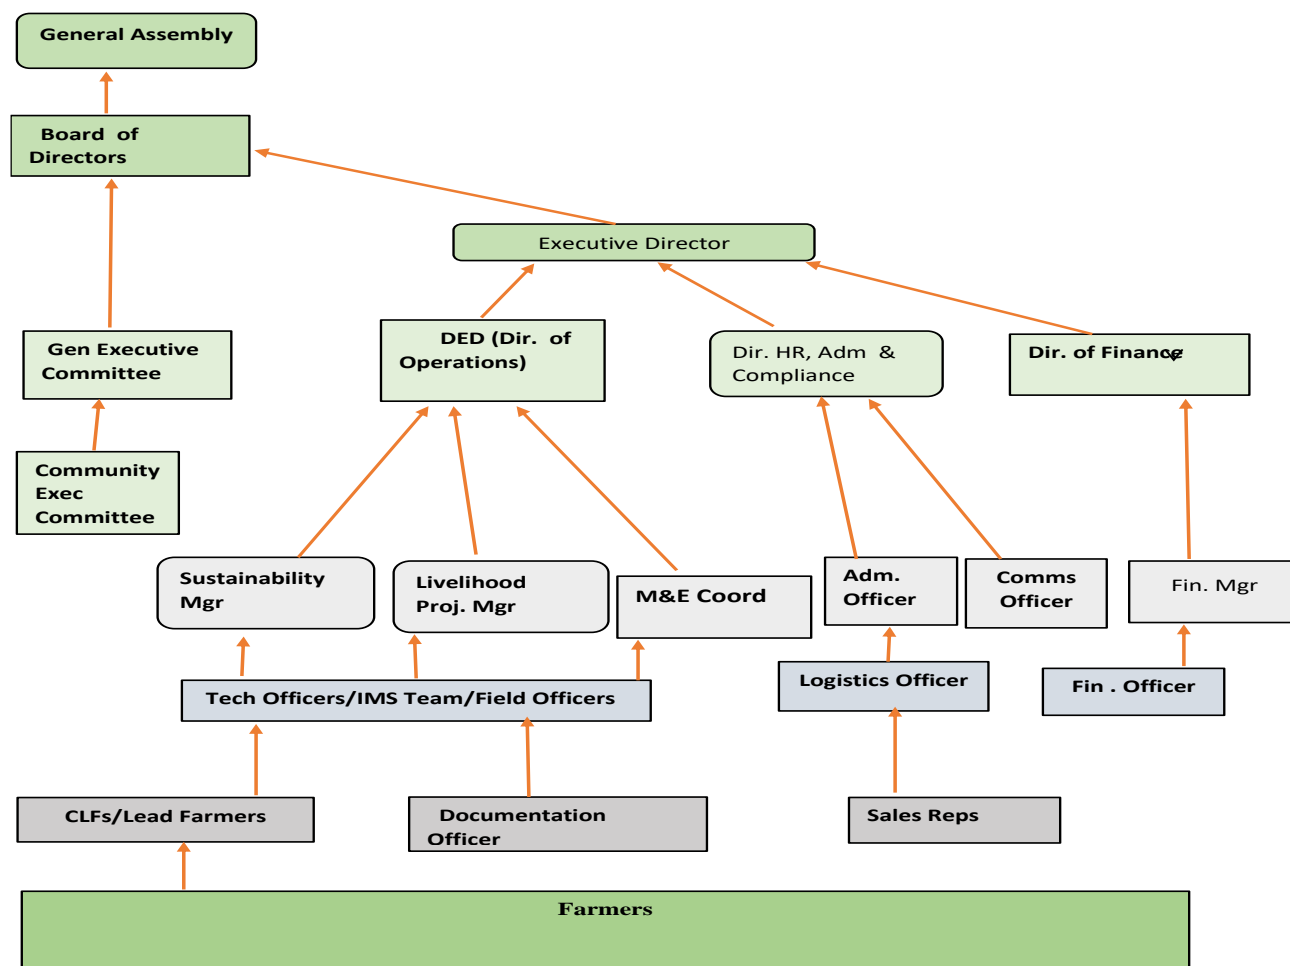 General Assembly
Board of
Directors
Executive Director
Gen Executive
Committee
DED (Dir. of
Operations)
Dir. HR, Adm &
Compliance
Dir. of Finance
Community
Exec
Committee
Sustainability
Mgr
Livelihood
Proj. Mgr
M&E Coord
Adm.
Officer
Comms
Officer
Fin. Mgr
Tech Officers/IMS Team/Field Officers
Logistics Officer
Fin . Officer
CLFs/Lead Farmers
Documentation
Officer
Sales Reps
Farmers